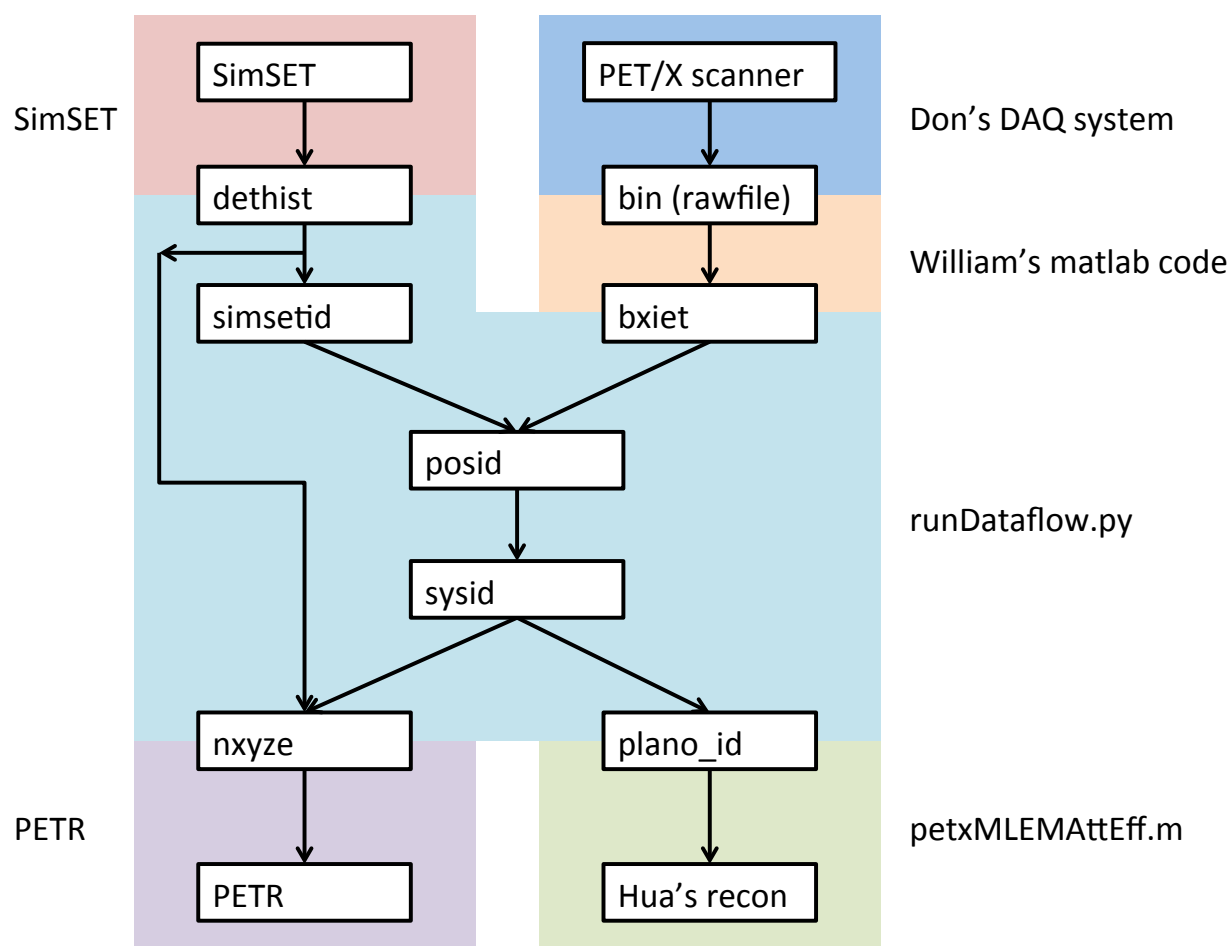 SimSET
PET/X scanner
SimSET
Don's DAQ system
dethist
bin (rawfile)
William's matlab code
simsetid
bxiet
posid
runDataflow.py
sysid
nxyze
plano_id
PETR
petxMLEMAttEff.m
PETR
Hua's recon